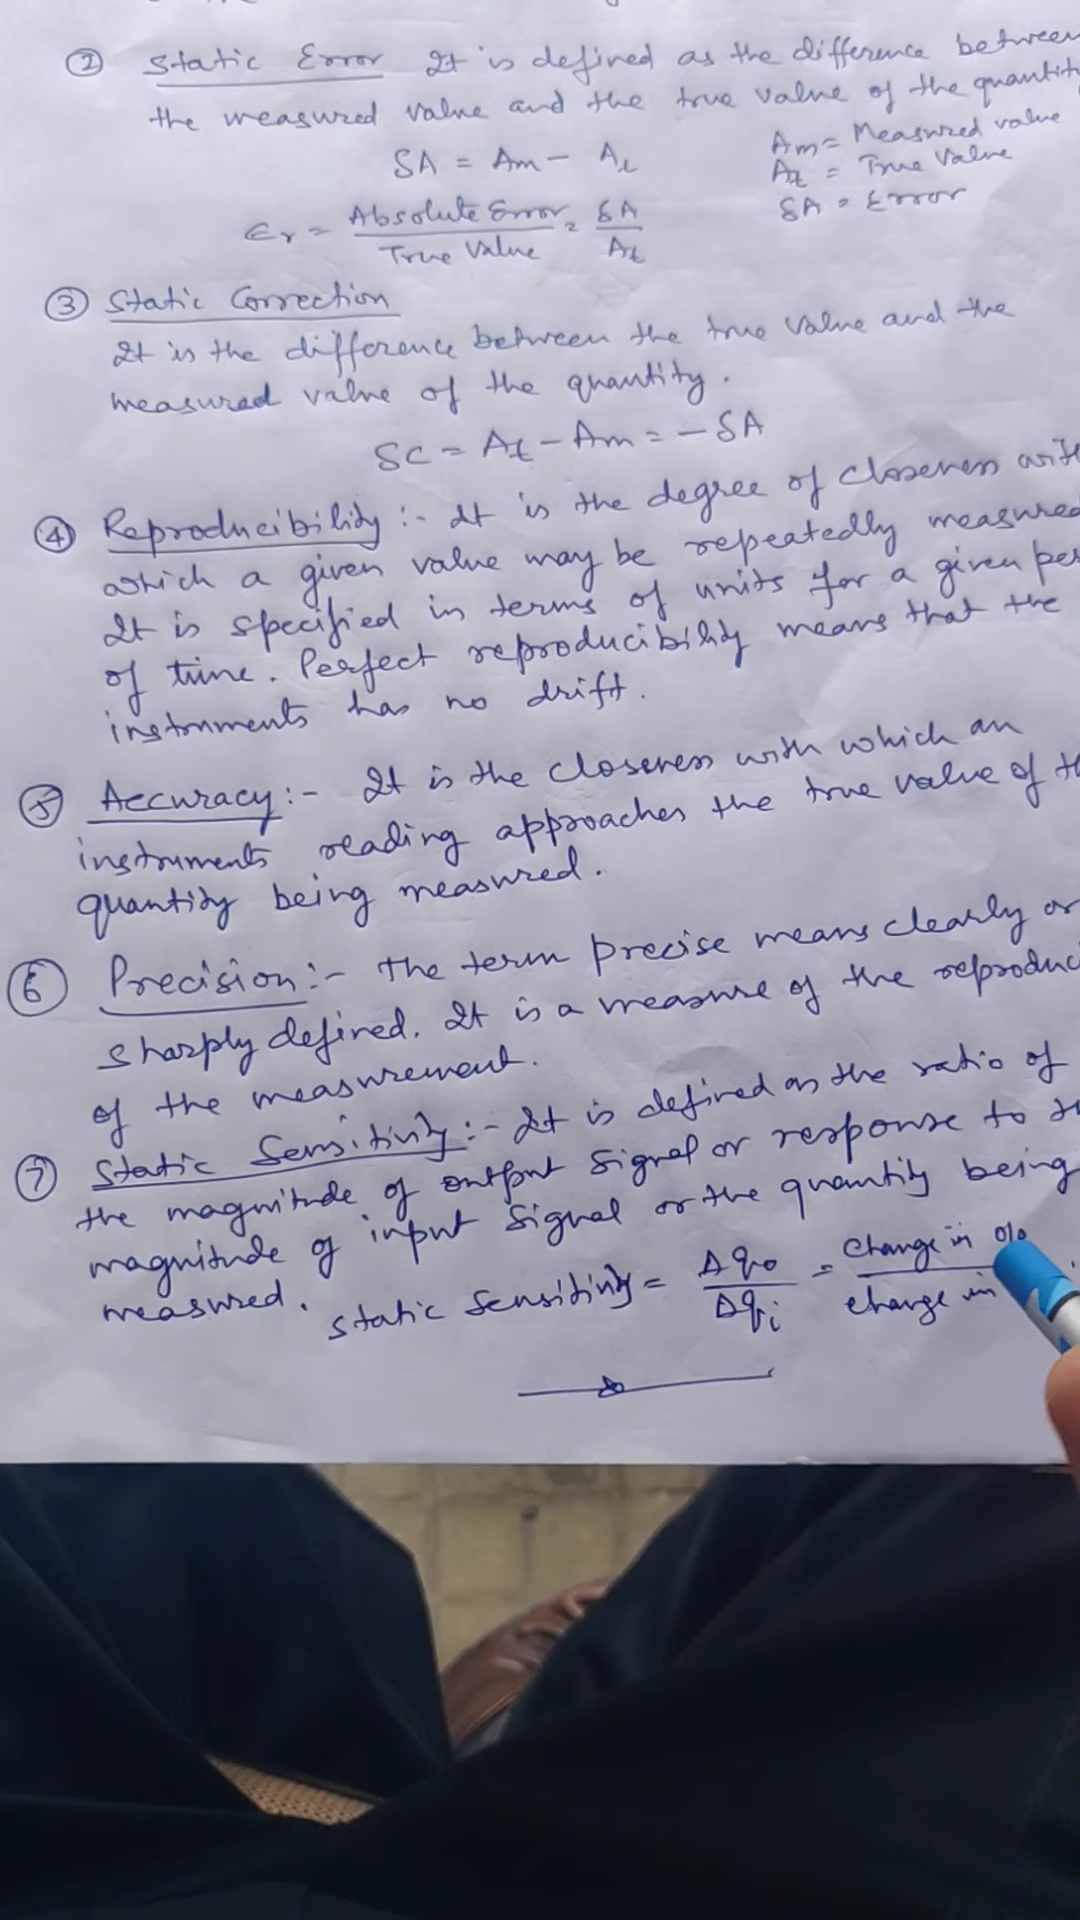 ② Static Error It is defined as the difference between
the measured value and the true value of the quantity
δA = Am - At
Am = Measured value
At = True Value
δA = Error
Er = Absolute Error / True Value = δA / At
③ Static Correction
It is the difference between the true value and the
measured value of the quantity.
δC = At - Am = - δA
④ Reproducibility :- It is the degree of closeness with
which a given value may be repeatedly measured
It is specified in terms of units for a given per
of time. Perfect reproducibility means that the
instruments has no drift.
⑤ Accuracy :- It is the closeness with which an
instruments reading approaches the true value of th
quantity being measured.
⑥ Precision :- The term precise means clearly or
sharply defined. It is a measure of the reproduci
of the measurement.
⑦ Static Sensitivity :- It is defined as the ratio of
the magnitude of output signal or response to th
magnitude of input signal or the quantity being
measured.
Static Sensitivity = Δqo / Δqi = Change in / Change in